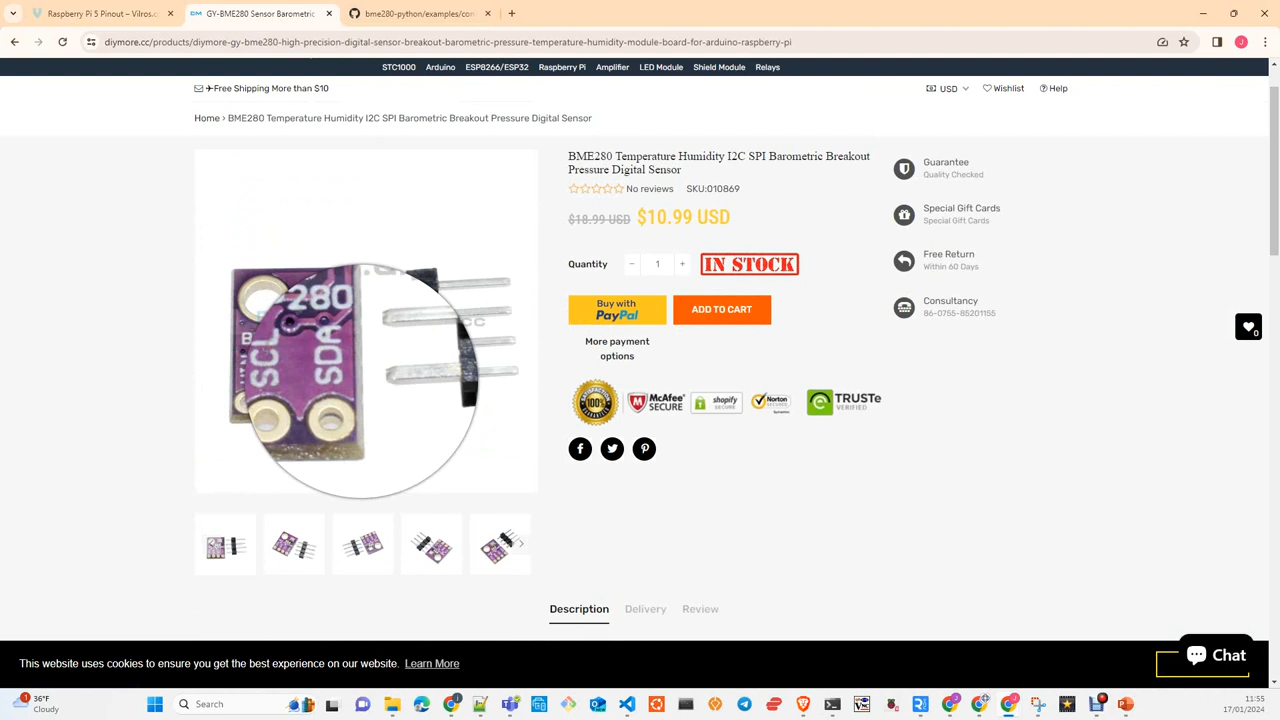 Raspberry Pi 5 Pinout – Vilros.c
GY-BME280 Sensor Barometric
bme280-python/examples/com
diymore.cc/products/diymore-gy-bme280-high-precision-digital-sensor-breakout-barometric-pressure-temperature-humidity-module-board-for-arduino-raspberry-pi
STC1000 Arduino ESP8266/ESP32 Raspberry Pi Amplifier LED Module Shield Module Relays
✈Free Shipping More than $10
USD Wishlist Help
Home › BME280 Temperature Humidity I2C SPI Barometric Breakout Pressure Digital Sensor
280
SCL
SDA
BME280 Temperature Humidity I2C SPI Barometric Breakout
Pressure Digital Sensor
No reviews SKU:010869
$18.99 USD $10.99 USD
Quantity − 1 + IN STOCK
Buy with
PayPal
ADD TO CART
More payment
options
100%
McAfee
SECURE
shopify
SECURE
Norton
SECURED
TRUSTe
VERIFIED
Guarantee
Quality Checked
Special Gift Cards
Special Gift Cards
Free Return
Within 60 Days
Consultancy
86-0755-85201155
0
Description Delivery Review
This website uses cookies to ensure you get the best experience on our website. Learn More
Chat
1
36°F
Cloudy
Search
11:55
17/01/2024